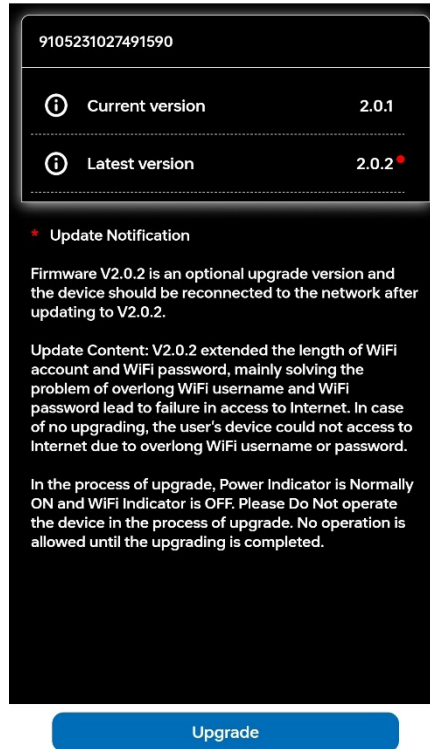 9105231027491590
Current version 2.0.1
Latest version 2.0.2
* Update Notification
Firmware V2.0.2 is an optional upgrade version and
the device should be reconnected to the network after
updating to V2.0.2.
Update Content: V2.0.2 extended the length of WiFi
account and WiFi password, mainly solving the
problem of overlong WiFi username and WiFi
password lead to failure in access to Internet. In case
of no upgrading, the user's device could not access to
Internet due to overlong WiFi username or password.
In the process of upgrade, Power Indicator is Normally
ON and WiFi Indicator is OFF. Please Do Not operate
the device in the process of upgrade. No operation is
allowed until the upgrading is completed.
Upgrade